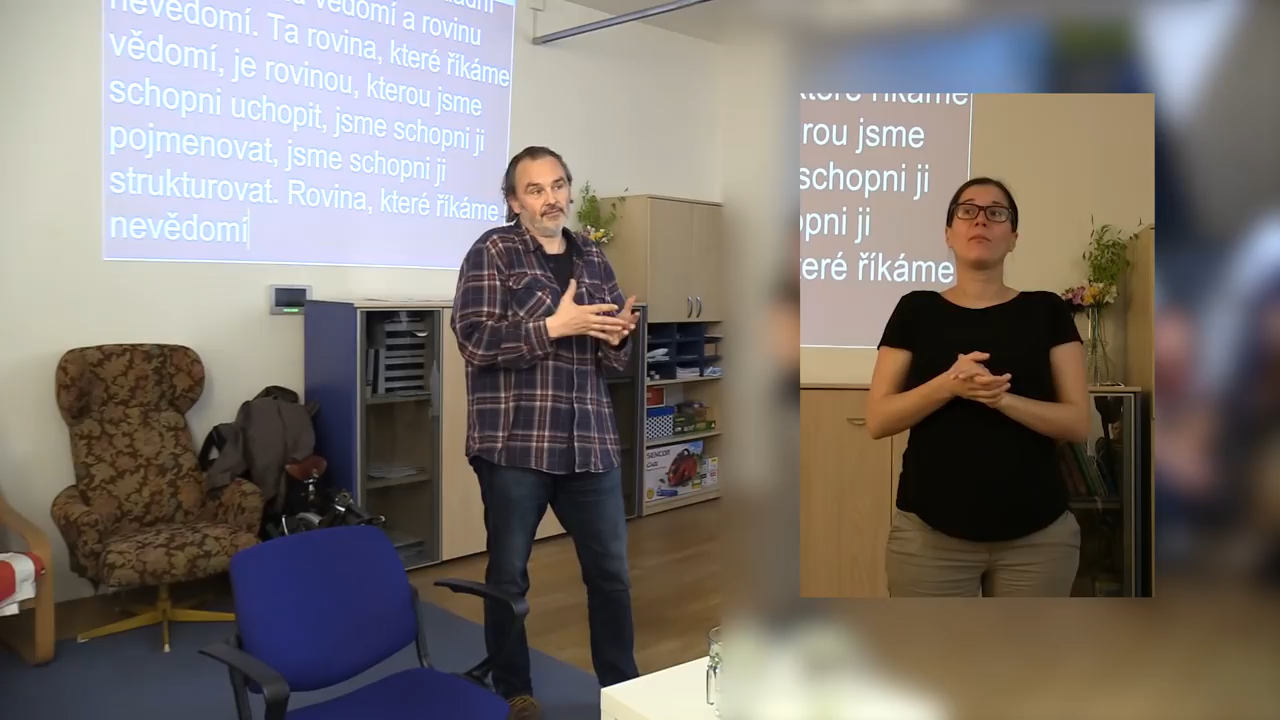 vědomí a rovinu
nevědomí. Ta rovina, které říkáme
vědomí, je rovinou, kterou jsme
schopni uchopit, jsme schopni ji
pojmenovat, jsme schopni ji
strukturovat. Rovina, které říkáme
nevědomí
které říkáme
rou jsme
schopni ji
pni ji
teré říkáme
SENCOR